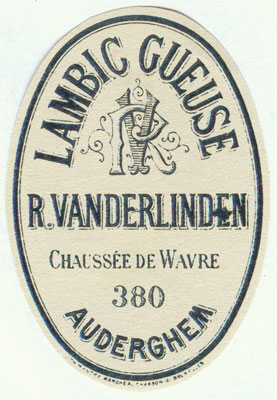 LAMBIC GUEUSE
R. VANDERLINDEN
CHAUSSÉE DE WAVRE
380
AUDERGHEM